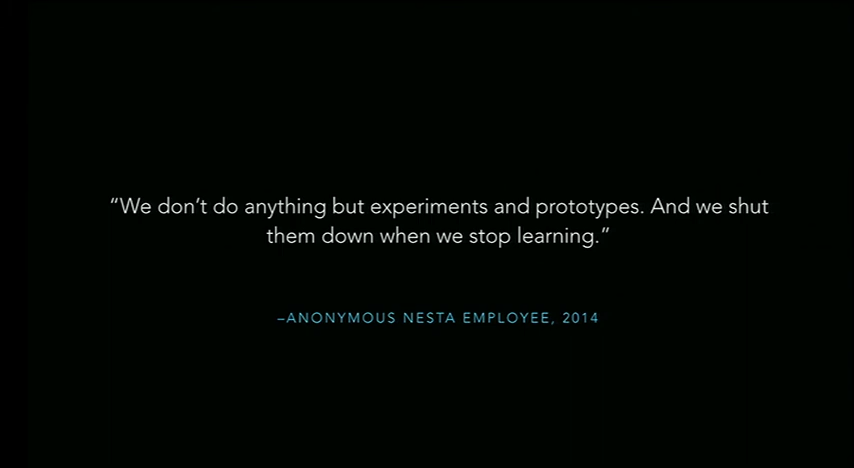 “We don’t do anything but experiments and prototypes. And we shut
them down when we stop learning.”
–ANONYMOUS NESTA EMPLOYEE, 2014